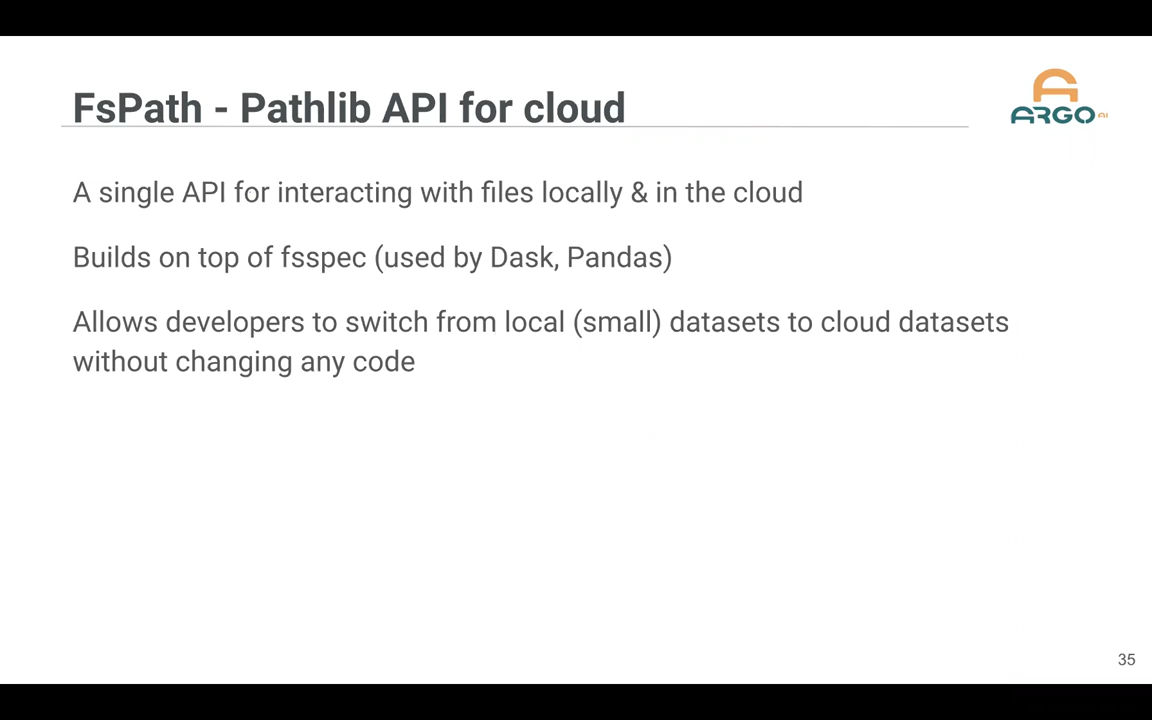 FsPath - Pathlib API for cloud
ARGO AI
A single API for interacting with files locally & in the cloud
Builds on top of fsspec (used by Dask, Pandas)
Allows developers to switch from local (small) datasets to cloud datasets
without changing any code
35